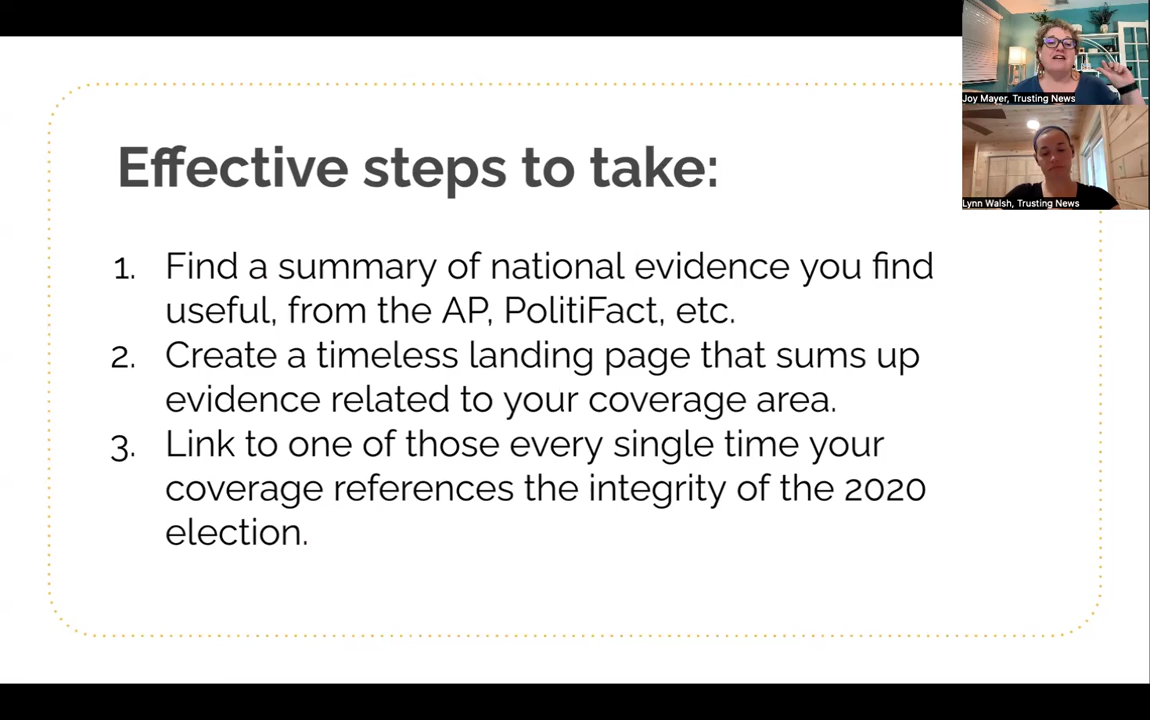 Effective steps to take:
1. Find a summary of national evidence you find
useful, from the AP, PolitiFact, etc.
2. Create a timeless landing page that sums up
evidence related to your coverage area.
3. Link to one of those every single time your
coverage references the integrity of the 2020
election.
Joy Mayer, Trusting News
Lynn Walsh, Trusting News